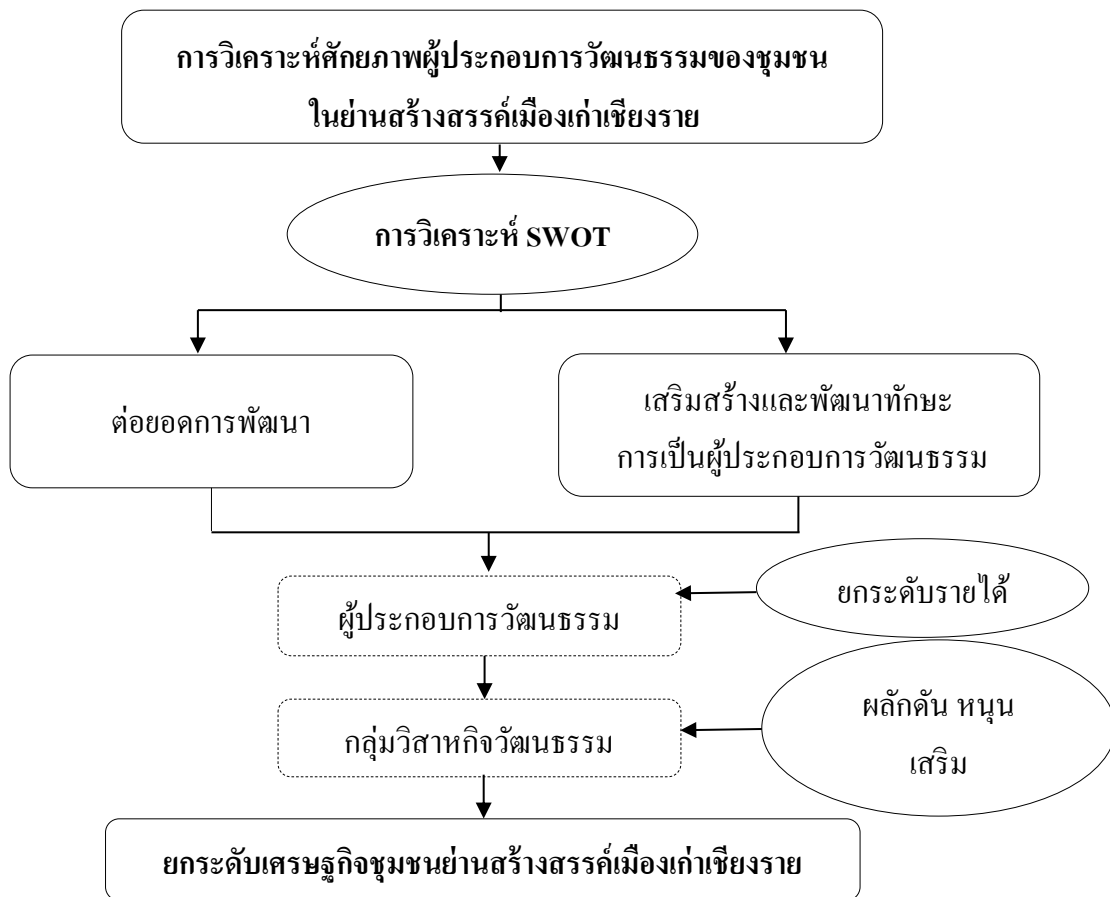 การวิเคราะห์ศักยภาพผู้ประกอบการวัฒนธรรมของชุมชน
ในย่านสร้างสรรค์เมืองเก่าเชียงราย
การวิเคราะห์ SWOT
ต่อยอดการพัฒนา
เสริมสร้างและพัฒนาทักษะ
การเป็นผู้ประกอบการวัฒนธรรม
ผู้ประกอบการวัฒนธรรม
ยกระดับรายได้
กลุ่มวิสาหกิจวัฒนธรรม
ผลักดัน หนุน
เสริม
ยกระดับเศรษฐกิจชุมชนย่านสร้างสรรค์เมืองเก่าเชียงราย